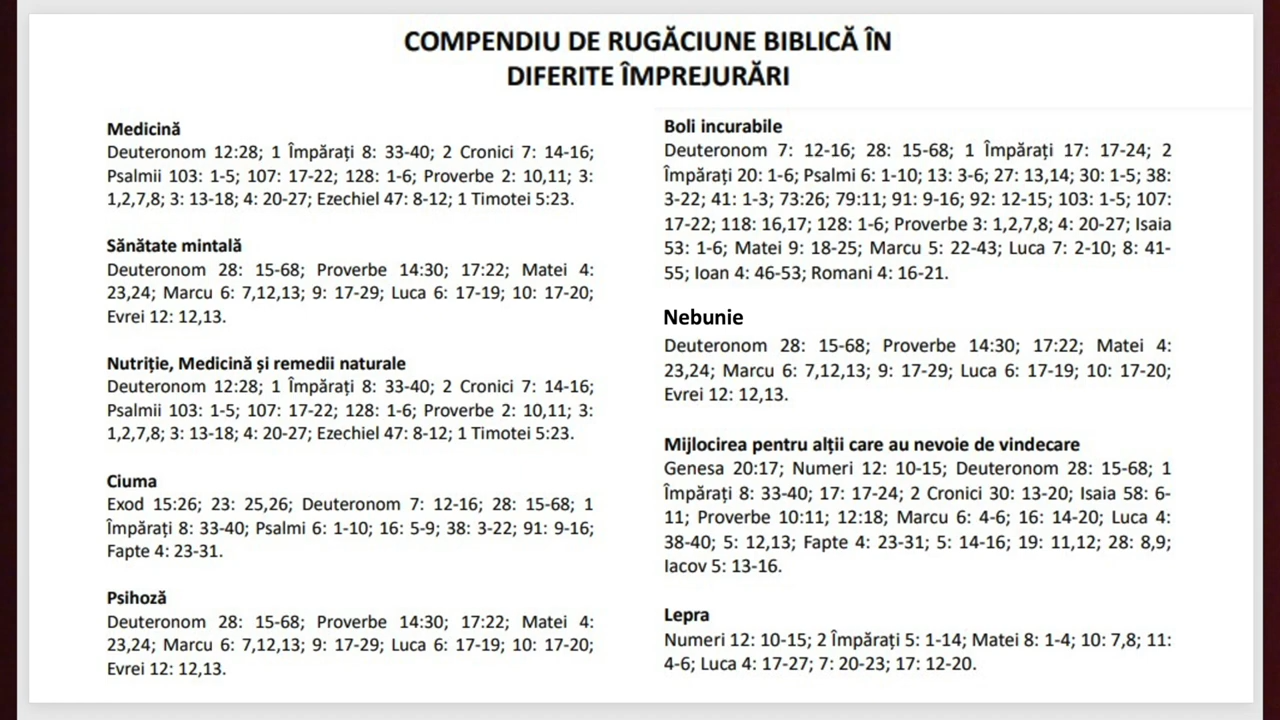 COMPENDIU DE RUGĂCIUNE BIBLICĂ ÎN
DIFERITE ÎMPREJURĂRI
Medicină
Deuteronom 12:28; 1 Împărați 8: 33-40; 2 Cronici 7: 14-16;
Psalmii 103: 1-5; 107: 17-22; 128: 1-6; Proverbe 2: 10,11; 3:
1,2,7,8; 3: 13-18; 4: 20-27; Ezechiel 47: 8-12; 1 Timotei 5:23.
Sănătate mintală
Deuteronom 28: 15-68; Proverbe 14:30; 17:22; Matei 4:
23,24; Marcu 6: 7,12,13; 9: 17-29; Luca 6: 17-19; 10: 17-20;
Evrei 12: 12,13.
Nutriție, Medicină și remedii naturale
Deuteronom 12:28; 1 Împărați 8: 33-40; 2 Cronici 7: 14-16;
Psalmii 103: 1-5; 107: 17-22; 128: 1-6; Proverbe 2: 10,11; 3:
1,2,7,8; 3: 13-18; 4: 20-27; Ezechiel 47: 8-12; 1 Timotei 5:23.
Ciuma
Exod 15:26; 23: 25,26; Deuteronom 7: 12-16; 28: 15-68; 1
Împărați 8: 33-40; Psalmi 6: 1-10; 16: 5-9; 38: 3-22; 91: 9-16;
Fapte 4: 23-31.
Psihoză
Deuteronom 28: 15-68; Proverbe 14:30; 17:22; Matei 4:
23,24; Marcu 6: 7,12,13; 9: 17-29; Luca 6: 17-19; 10: 17-20;
Evrei 12: 12,13.
Boli incurabile
Deuteronom 7: 12-16; 28: 15-68; 1 Împărați 17: 17-24; 2
Împărați 20: 1-6; Psalmi 6: 1-10; 13: 3-6; 27: 13,14; 30: 1-5; 38:
3-22; 41: 1-3; 73:26; 79:11; 91: 9-16; 92: 12-15; 103: 1-5; 107:
17-22; 118: 16,17; 128: 1-6; Proverbe 3: 1,2,7,8; 4: 20-27; Isaia
53: 1-6; Matei 9: 18-25; Marcu 5: 22-43; Luca 7: 2-10; 8: 41-
55; Ioan 4: 46-53; Romani 4: 16-21.
Nebunie
Deuteronom 28: 15-68; Proverbe 14:30; 17:22; Matei 4:
23,24; Marcu 6: 7,12,13; 9: 17-29; Luca 6: 17-19; 10: 17-20;
Evrei 12: 12,13.
Mijlocirea pentru alții care au nevoie de vindecare
Genesa 20:17; Numeri 12: 10-15; Deuteronom 28: 15-68; 1
Împărați 8: 33-40; 17: 17-24; 2 Cronici 30: 13-20; Isaia 58: 6-
11; Proverbe 10:11; 12:18; Marcu 6: 4-6; 16: 14-20; Luca 4:
38-40; 5: 12,13; Fapte 4: 23-31; 5: 14-16; 19: 11,12; 28: 8,9;
Iacov 5: 13-16.
Lepra
Numeri 12: 10-15; 2 Împărați 5: 1-14; Matei 8: 1-4; 10: 7,8; 11:
4-6; Luca 4: 17-27; 7: 20-23; 17: 12-20.